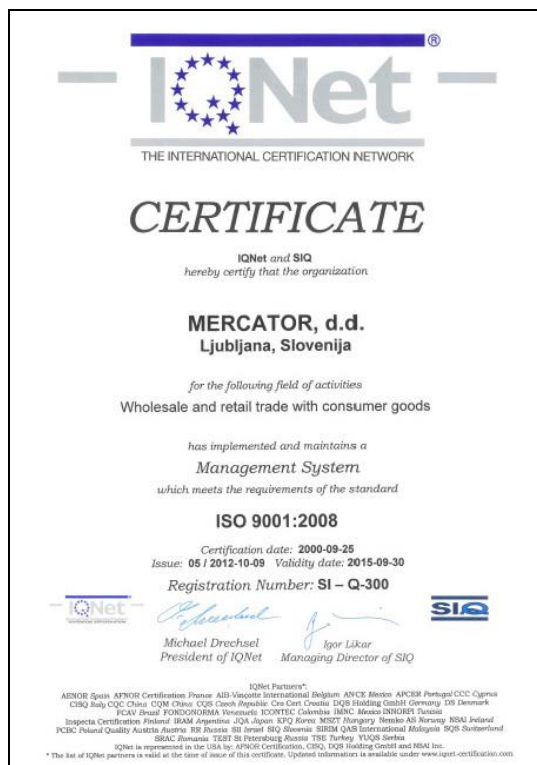 IQNet ®
THE INTERNATIONAL CERTIFICATION NETWORK
CERTIFICATE
IQNet and SIQ
hereby certify that the organization
MERCATOR, d.d.
Ljubljana, Slovenija
for the following field of activities
Wholesale and retail trade with consumer goods
has implemented and maintains a
Management System
which meets the requirements of the standard
ISO 9001:2008
Certification date: 2000-09-25
Issue: 05 / 2012-10-09 Validity date: 2015-09-30
Registration Number: SI – Q-300
IQNet
SIQ
Michael Drechsel Igor Likar
President of IQNet Managing Director of SIQ
IQNet Partners*:
AENOR Spain AFNOR Certification France AIB-Vinçotte International Belgium ANCE Mexico APCER Portugal CCC Cyprus
CISQ Italy CQC China CQM China CQS Czech Republic Cro Cert Croatia DQS Holding GmbH Germany DS Denmark
FCAV Brazil FONDONORMA Venezuela ICONTEC Colombia IMNC Mexico INNORPI Tunisia
Inspecta Certification Finland IRAM Argentina JQA Japan KFQ Korea MSZT Hungary Nemko AS Norway NSAI Ireland
PCBC Poland Quality Austria Austria RR Russia SII Israel SIQ Slovenia SIRIM QAS International Malaysia SQS Switzerland
SRAC Romania TEST St Petersburg Russia TSE Turkey YUQS Serbia
IQNet is represented in the USA by: AFNOR Certification, CISQ, DQS Holding GmbH and NSAI Inc.
* The list of IQNet partners is valid at the time of issue of this certificate. Updated information is available under www.iqnet-certification.com